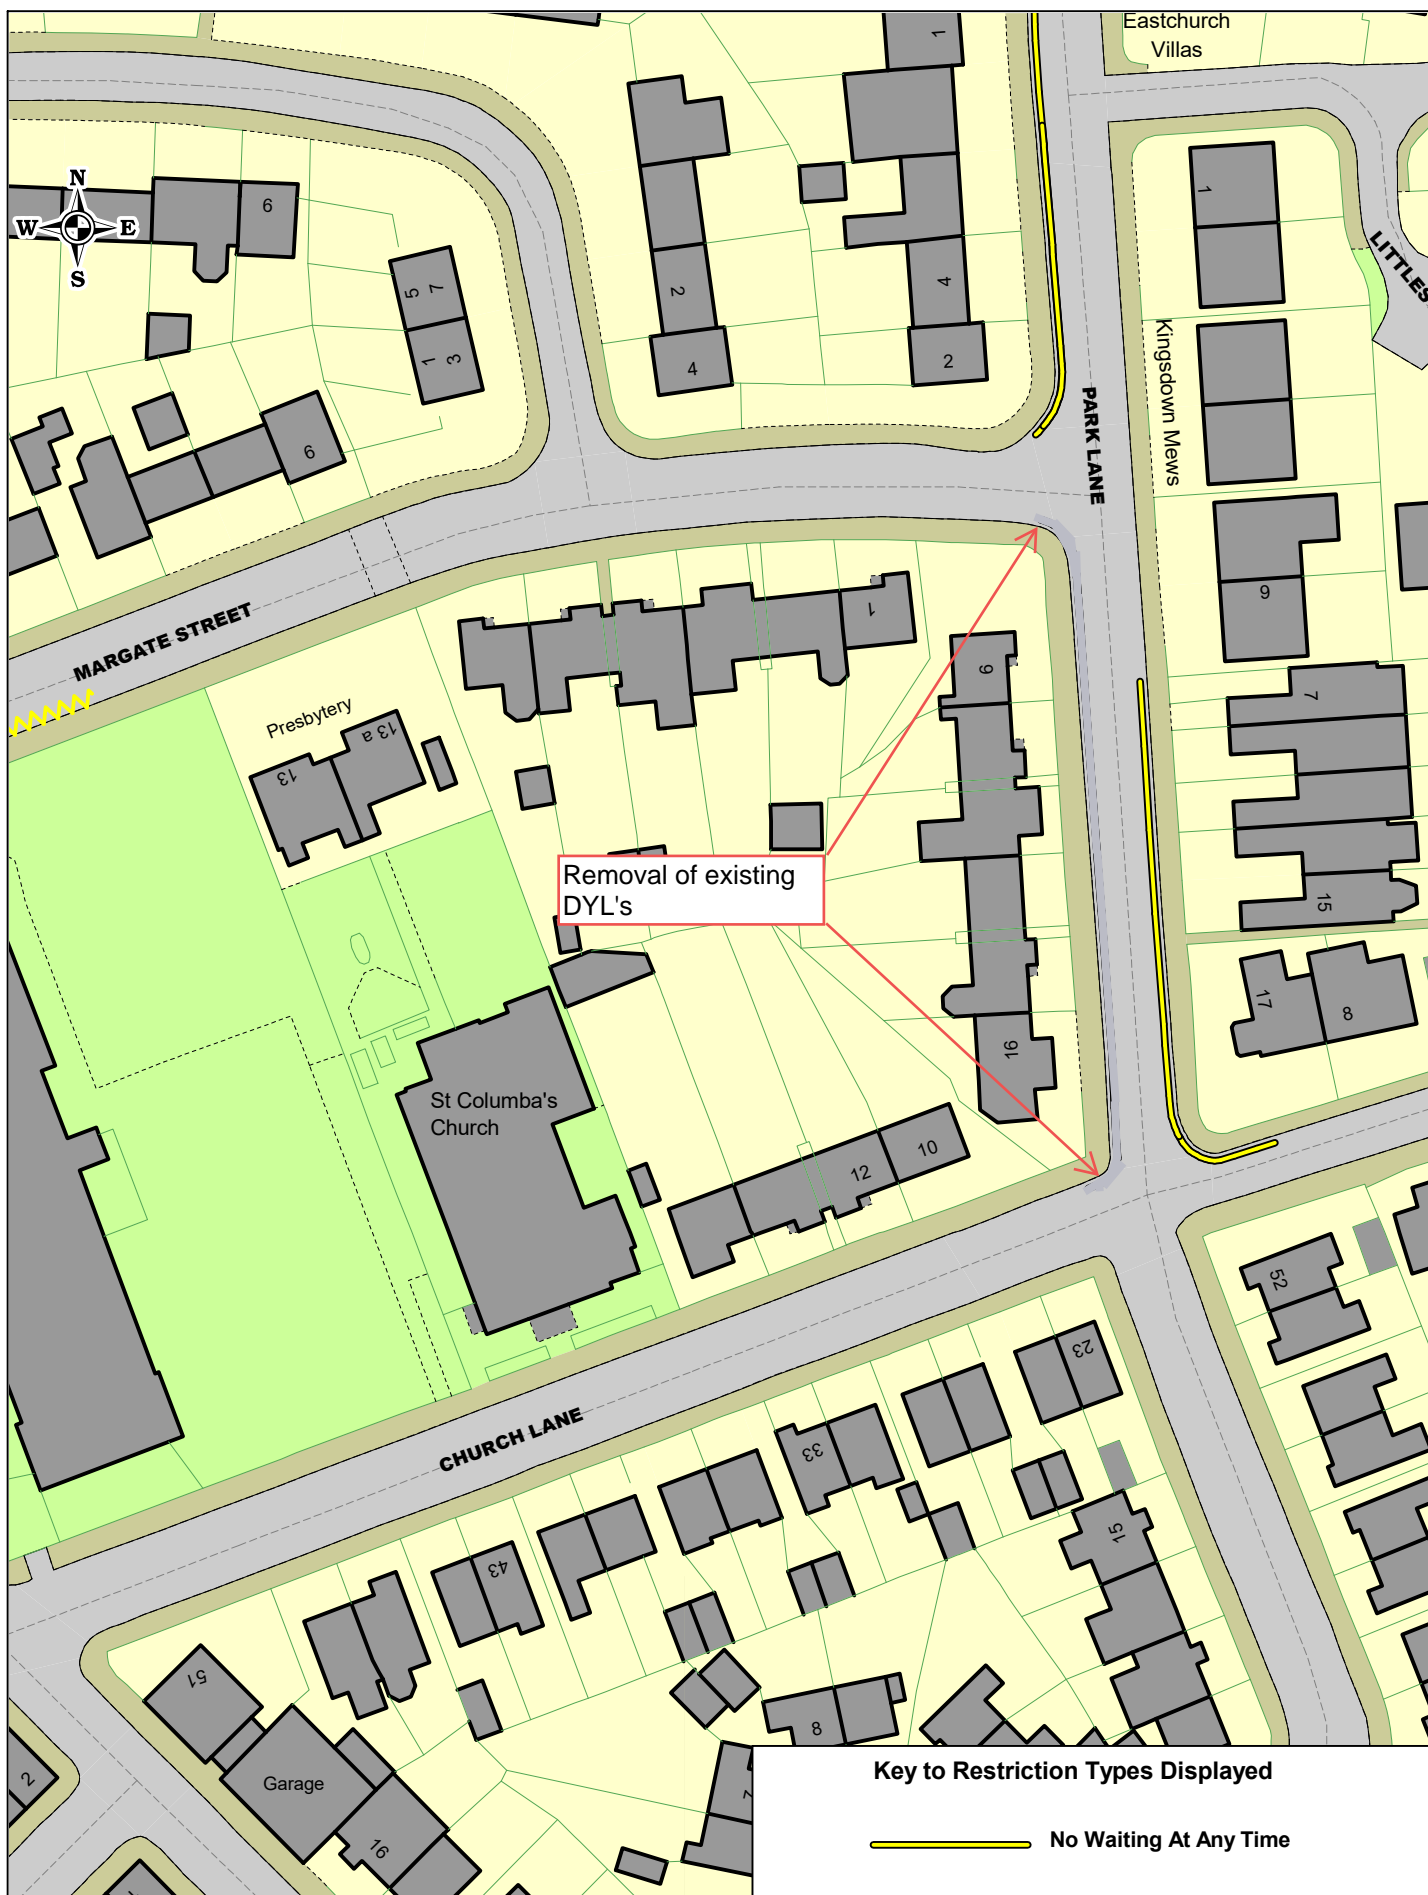 Eastchurch
Villas
1
1
N
W E
S
6
5
7
1
3
2
4
4
2
LITTLES
PARK LANE
Kingsdown Mews
6
9
MARGATE STREET
1
9
7
Presbytery
13
13 a
Removal of existing
DYL's
15
17
8
16
St Columba's
Church
12
10
52
23
CHURCH LANE
33
43
15
51
8
2
Garage
16
Key to Restriction Types Displayed
No Waiting At Any Time